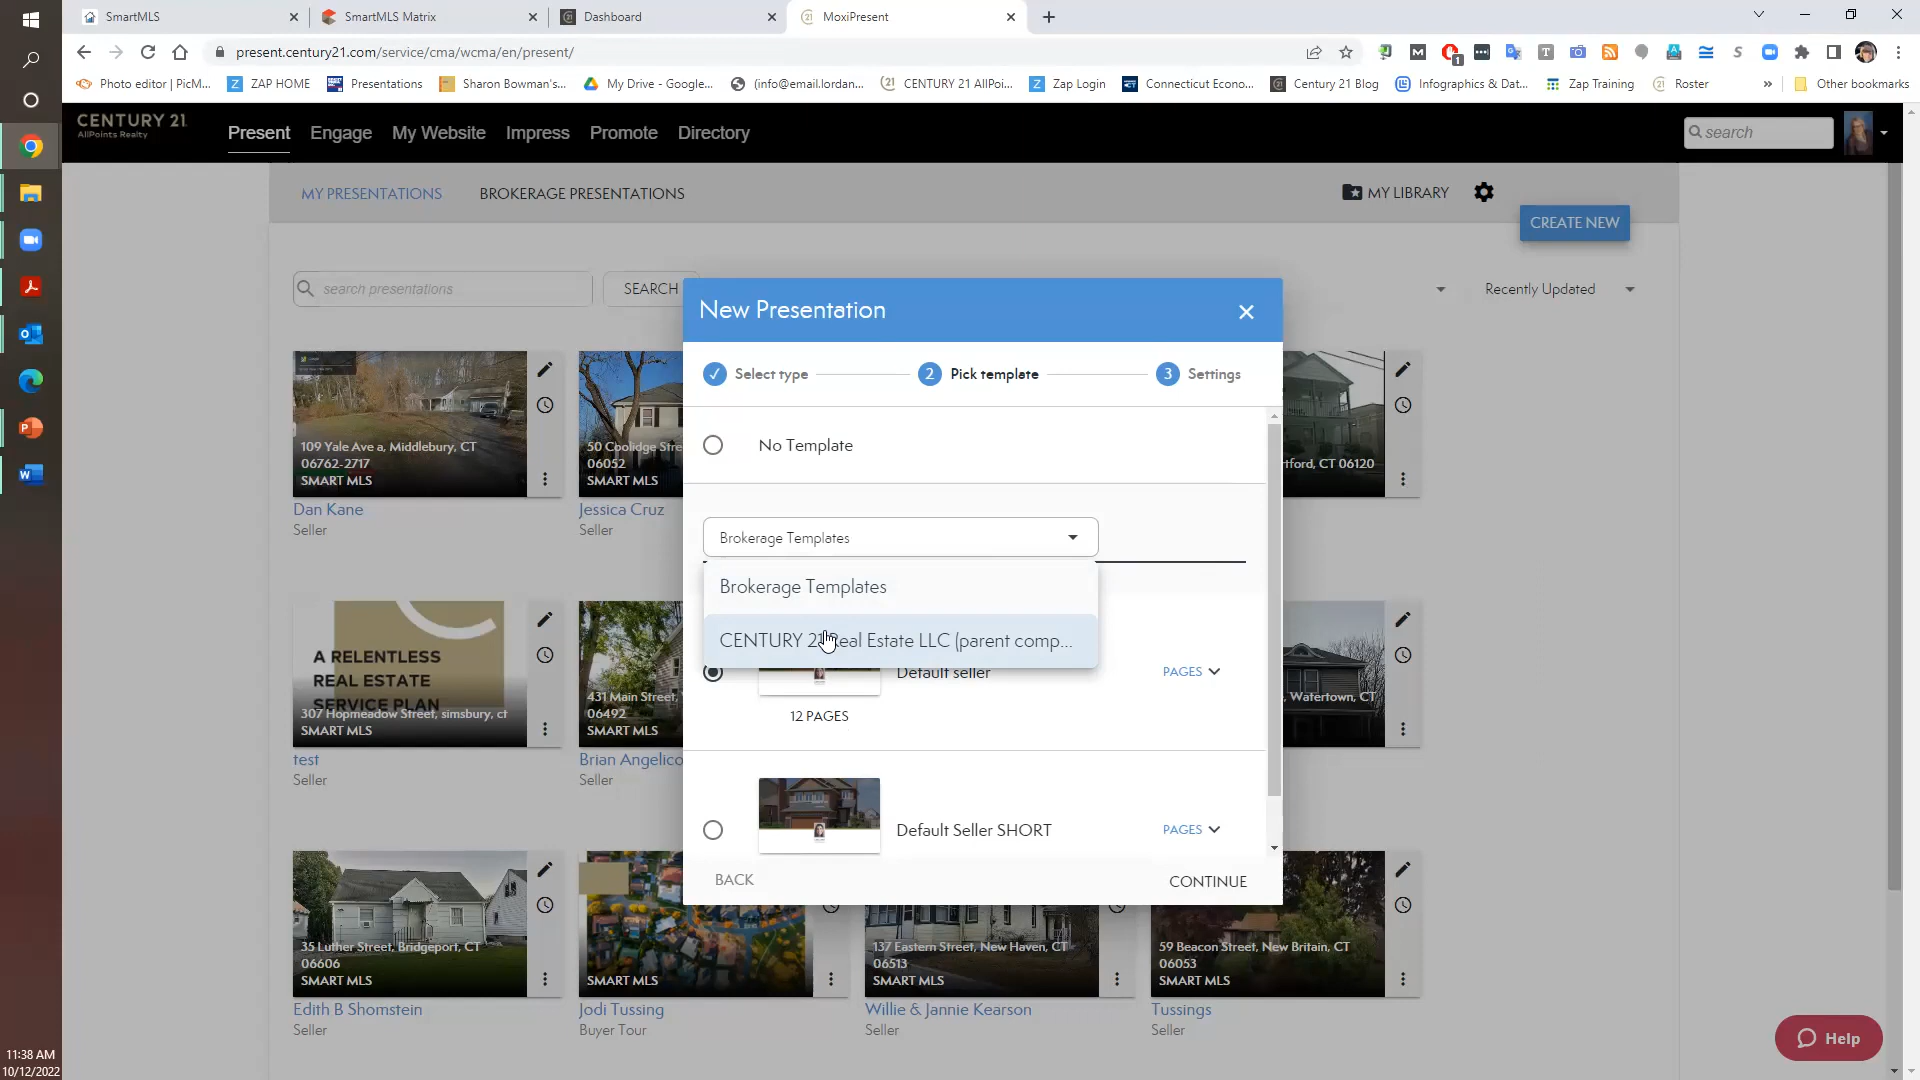 SmartMLS
SmartMLS Matrix
Dashboard
MoxiPresent
present.century21.com/service/cma/wcma/en/present/
Photo editor | PicM...
ZAP HOME
Presentations
Sharon Bowman's...
My Drive - Google...
(info@email.lordan...
CENTURY 21 AllPoi...
Zap Login
Connecticut Econo...
Century 21 Blog
Infographics & Dat...
Zap Training
Roster
»
Other bookmarks
CENTURY 21
AllPoints Realty
Present
Engage
My Website
Impress
Promote
Directory
search
MY PRESENTATIONS
BROKERAGE PRESENTATIONS
MY LIBRARY
CREATE NEW
search presentations
SEARCH
Recently Updated
New Presentation
Select type
2 Pick template
3 Settings
No Template
Brokerage Templates
Brokerage Templates
CENTURY 21 Real Estate LLC (parent comp...
Default seller
PAGES
12 PAGES
Default Seller SHORT
PAGES
BACK
CONTINUE
109 Yale Ave a, Middlebury, CT
06762-2717
SMART MLS
Dan Kane
Seller
50 Coolidge Stre
06052
SMART MLS
Jessica Cruz
Seller
tford, CT 06120
A RELENTLESS
REAL ESTATE
SERVICE PLAN
307 Hopmeadow Street, simsbury, ct
SMART MLS
test
Seller
431 Main Street,
06492
SMART MLS
Brian Angelico
Seller
, Watertown, CT
35 Luther Street, Bridgeport, CT
06606
SMART MLS
Edith B Shomstein
Seller
SMART MLS
Jodi Tussing
Buyer Tour
137 Eastern Street, New Haven, CT
06513
SMART MLS
Willie & Jannie Kearson
Seller
59 Beacon Street, New Britain, CT
06053
SMART MLS
Tussings
Seller
Help
11:38 AM
10/12/2022